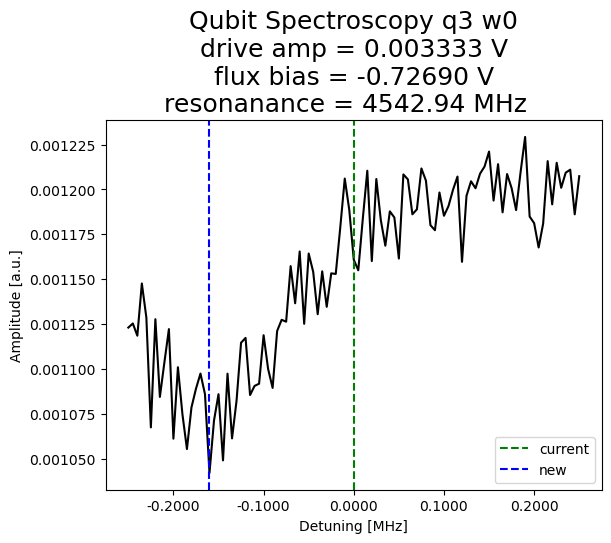 Qubit Spectroscopy q3 w0
drive amp = 0.003333 V
flux bias = -0.72690 V
resonanance = 4542.94 MHz
0.001225
0.001200
0.001175
0.001150
0.001125
0.001100
0.001075
0.001050
Amplitude [a.u.]
-0.2000
-0.1000
0.0000
0.1000
0.2000
Detuning [MHz]
current
new